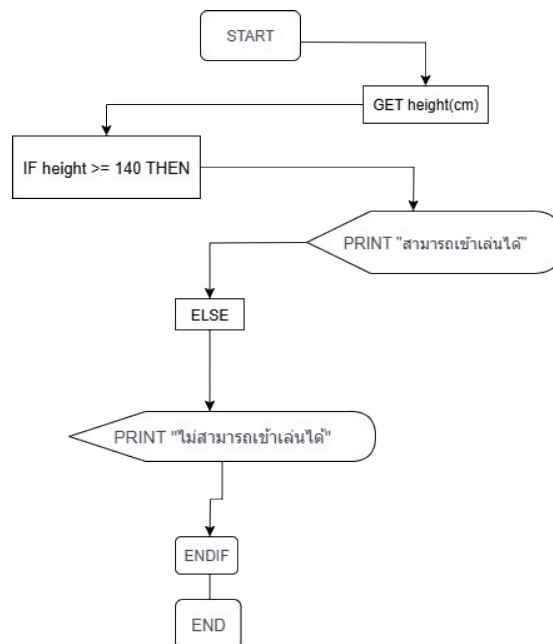 START
GET height(cm)
IF height >= 140 THEN
PRINT "สามารถเข้าเล่นได้"
ELSE
PRINT "ไม่สามารถเข้าเล่นได้"
ENDIF
END